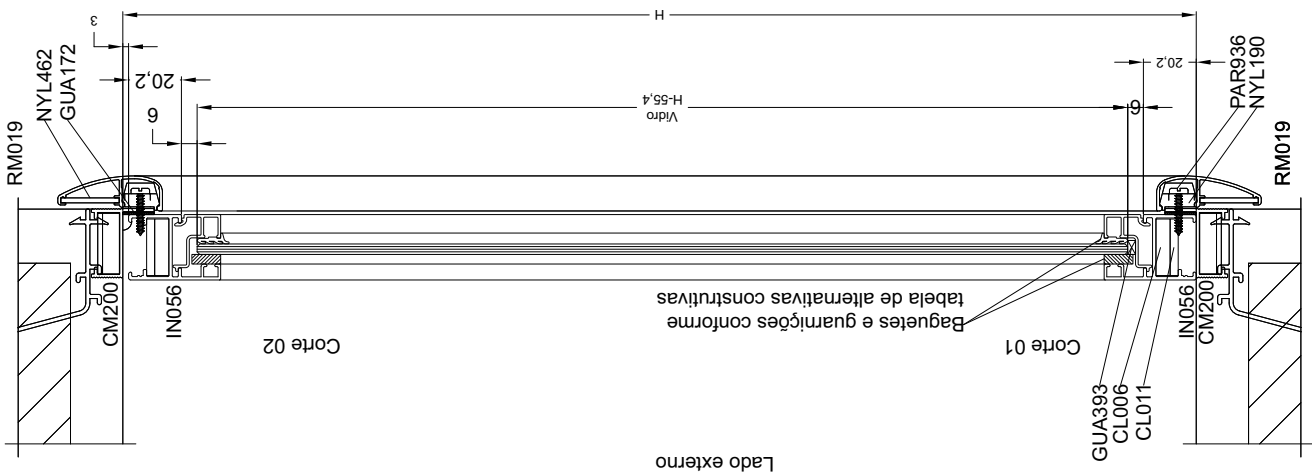 Lado externo
GUA393
CL006
CL011
Corte 01
Corte 02
Baguetes e guarnições conforme
tabela de alternativas construtivas
IN056
CM200
IN056
CM200
RM019
RM019
PAR936
NYL190
NYL462
GUA172
20,2
6
Vidro
H-55,4
6
20,2
3
H